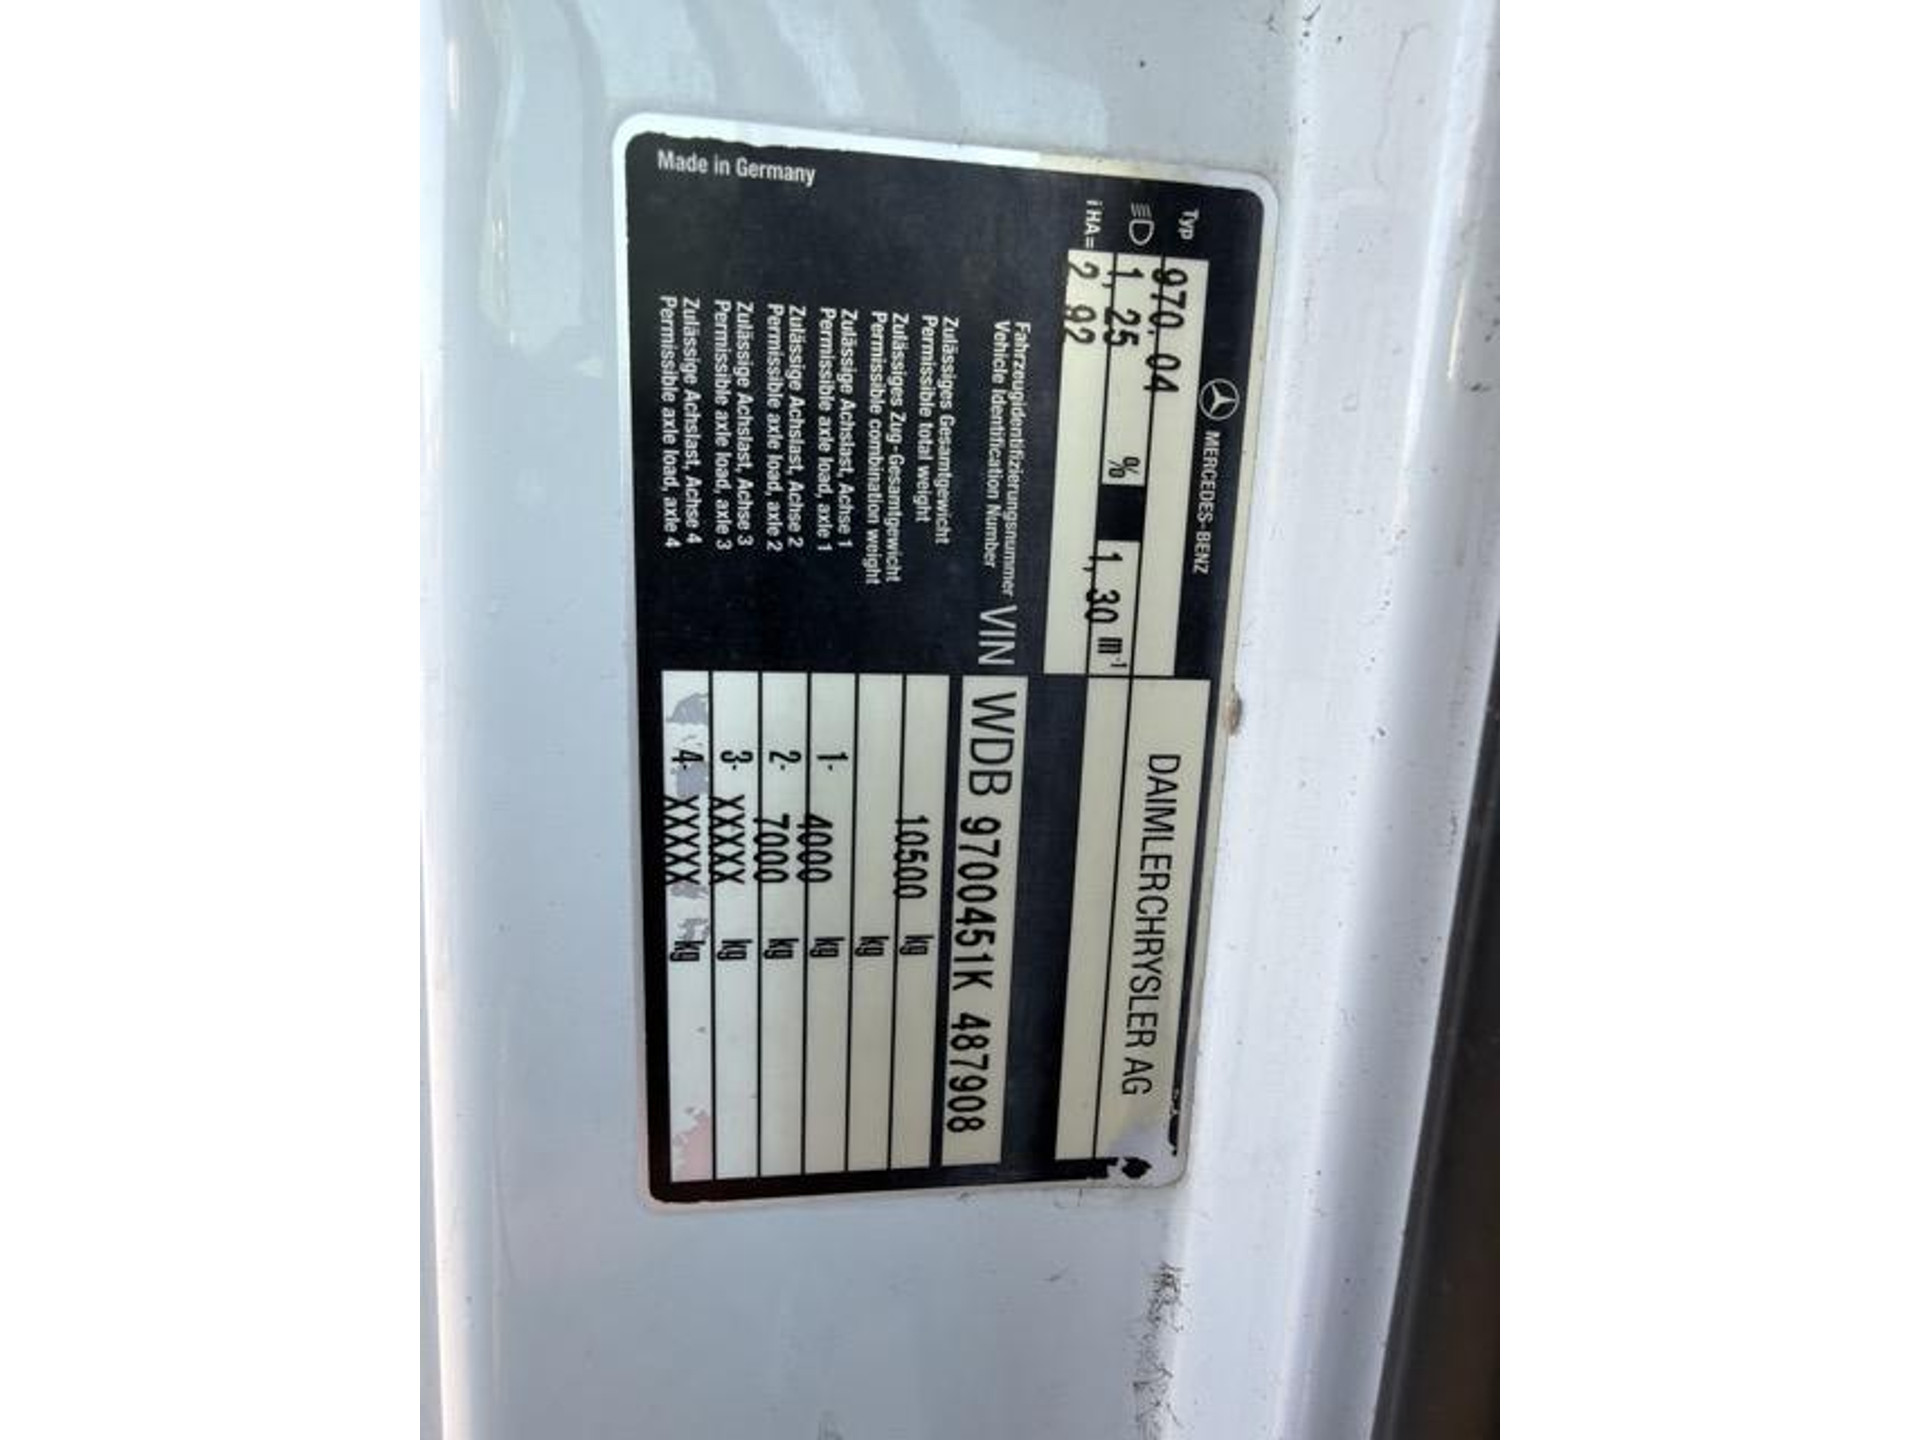 MERCEDES-BENZ
Typ 970.04
DAIMLERCHRYSLER AG
1,25 % 1,30 m-1
iHA= 2 92
Fahrzeugidentifizierungsnummer
Vehicle Identification Number
VIN WDB 9700451K 487908
Zulässiges Gesamtgewicht
Permissible total weight
10500 kg
Zulässiges Zug-Gesamtgewicht
Permissible combination weight
kg
Zulässige Achslast, Achse 1
Permissible axle load, axle 1
1- 4000 kg
Zulässige Achslast, Achse 2
Permissible axle load, axle 2
2- 7000 kg
Zulässige Achslast, Achse 3
Permissible axle load, axle 3
3- XXXXX kg
Zulässige Achslast, Achse 4
Permissible axle load, axle 4
4- XXXXX kg
Made in Germany